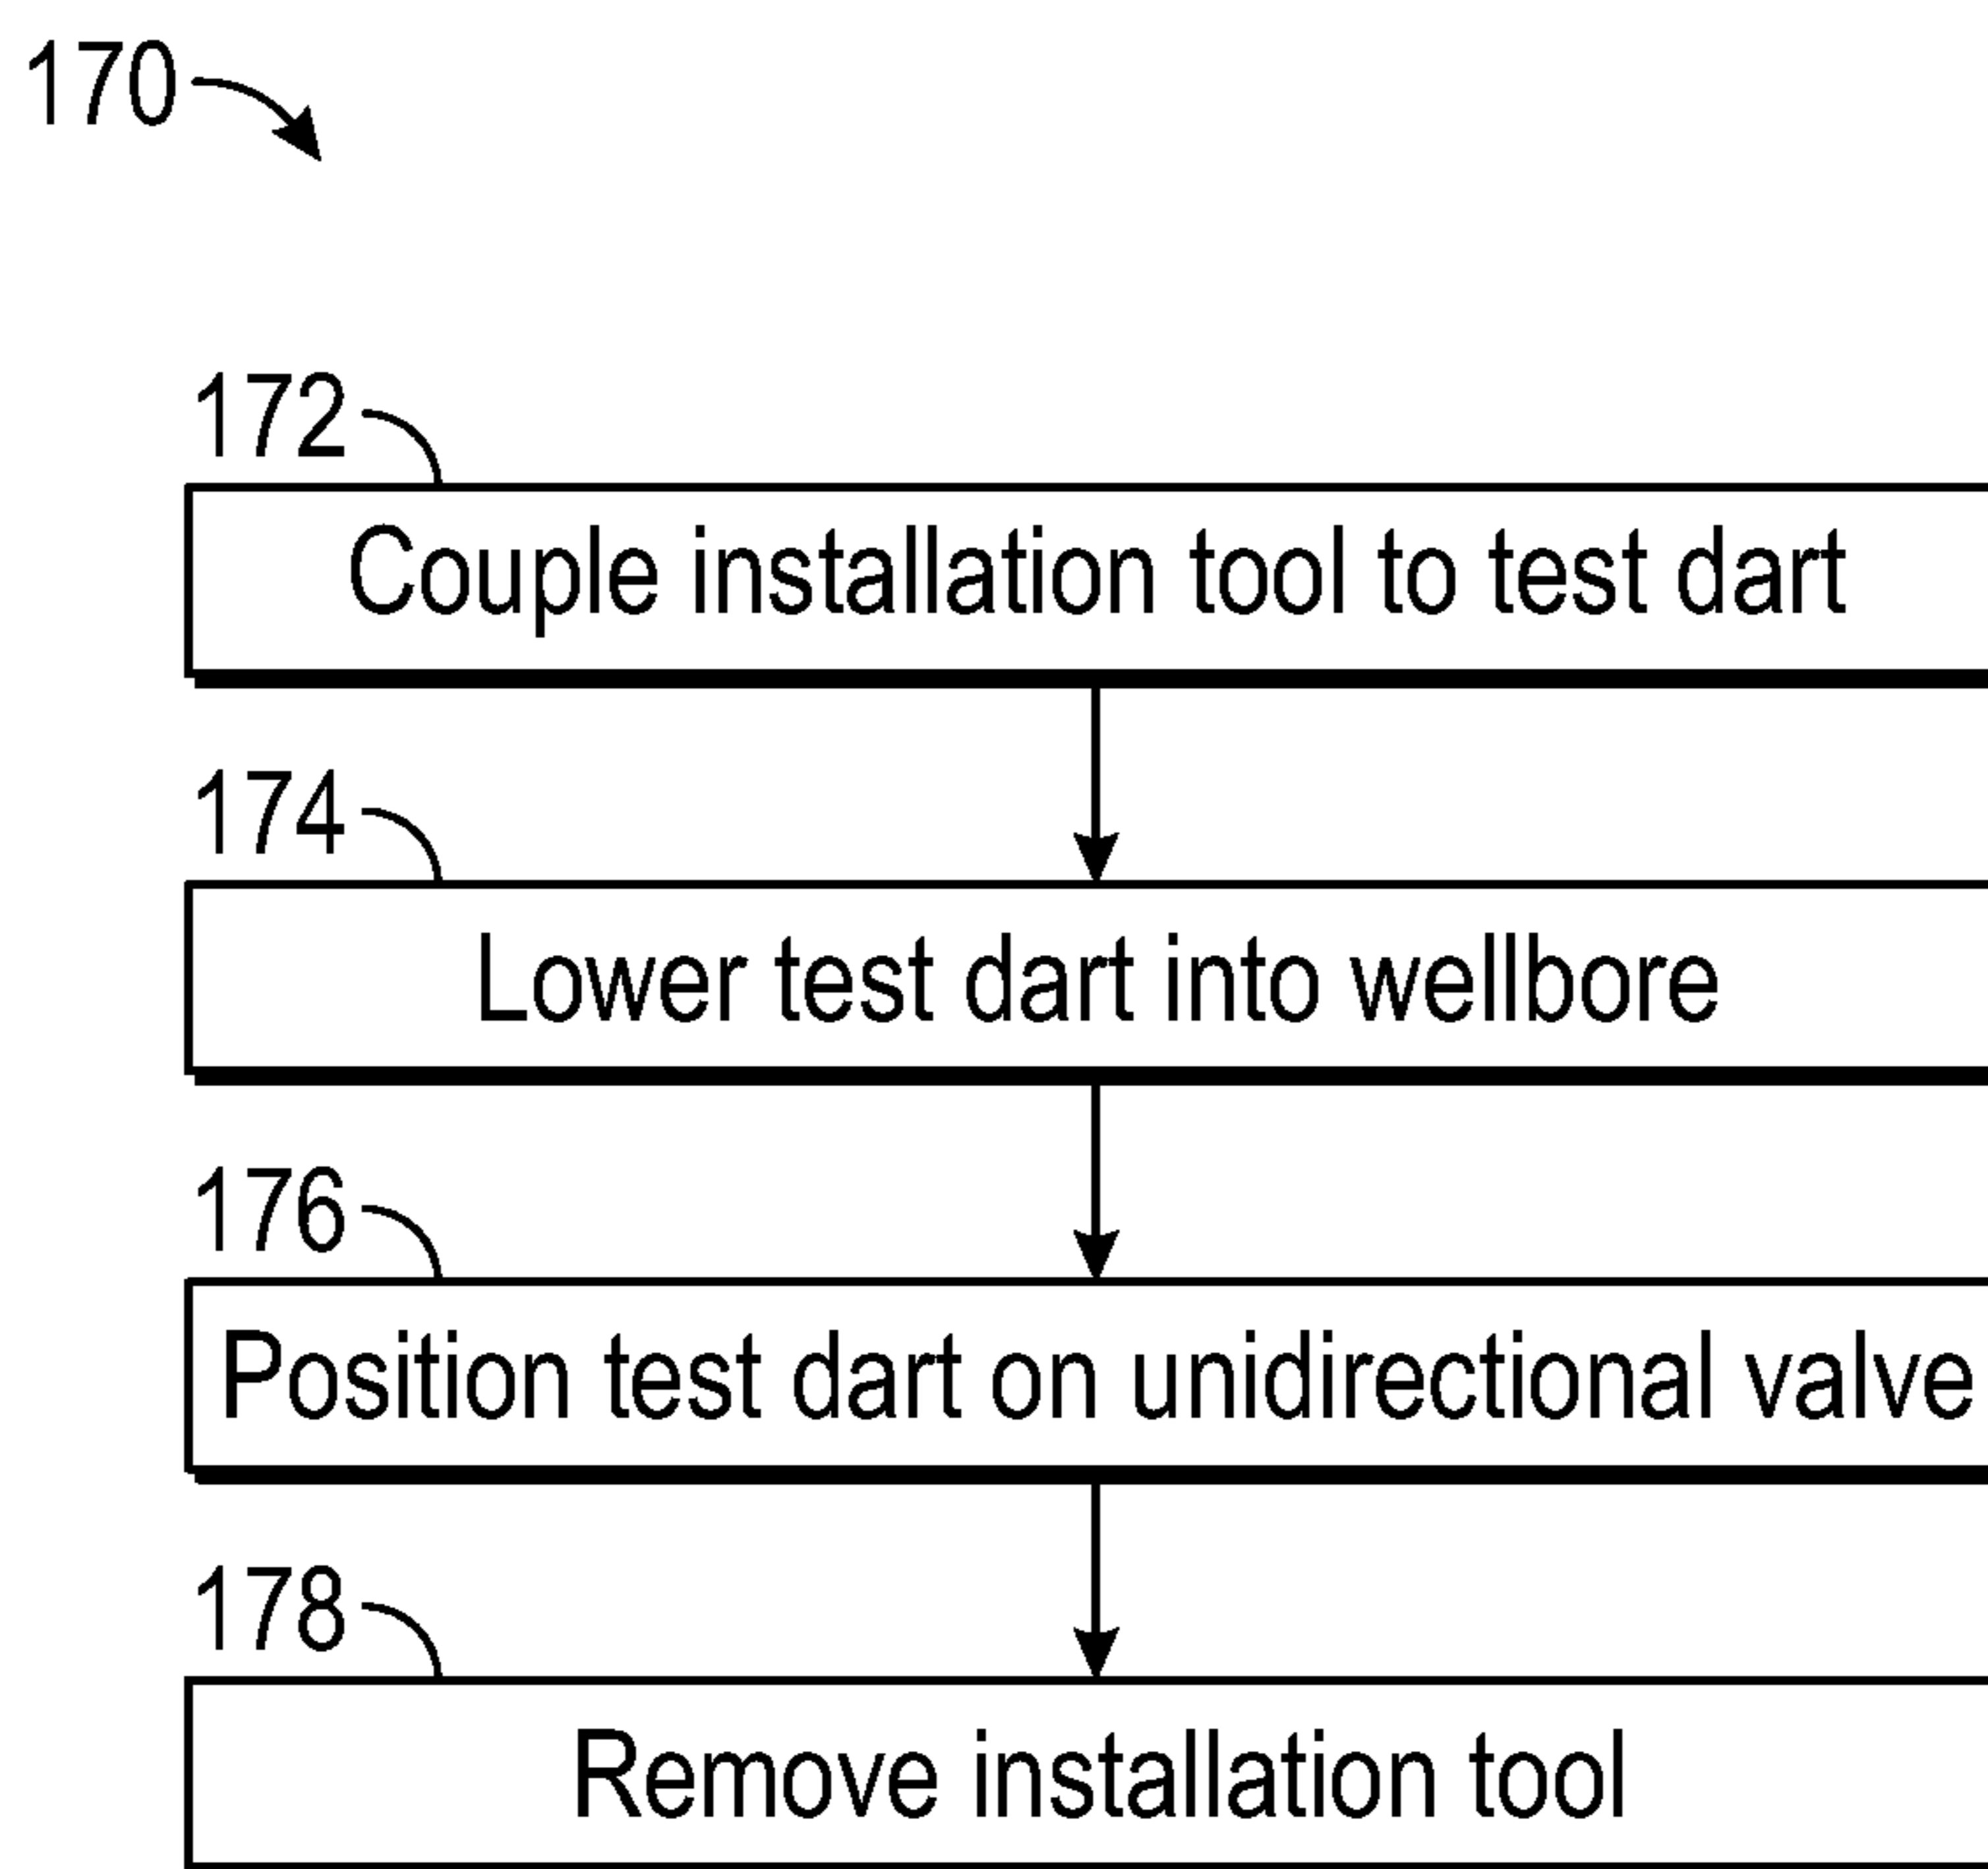 170
172
Couple installation tool to test dart
174
Lower test dart into wellbore
176
Position test dart on unidirectional valve
178
Remove installation tool